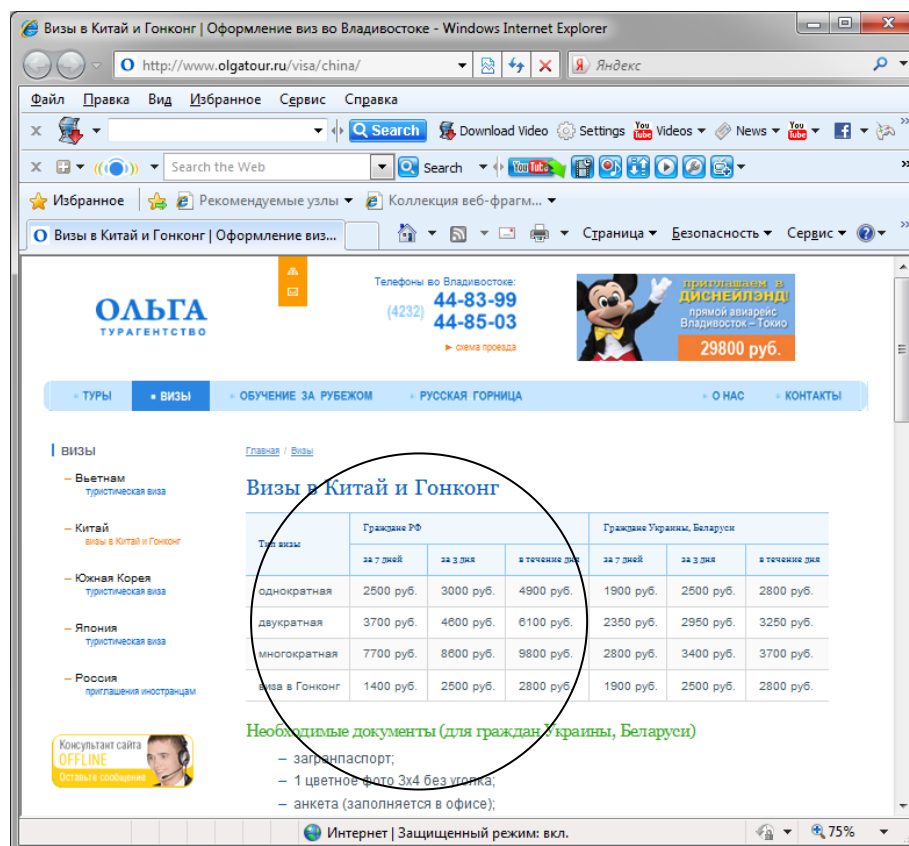 Визы в Китай и Гонконг | Оформление виз во Владивостоке - Windows Internet Explorer
http://www.olgatour.ru/visa/china/
Яндекс
Файл Правка Вид Избранное Сервис Справка
Search Download Video Settings Videos News
Search the Web Search YouTube
Избранное Рекомендуемые узлы Коллекция веб-фрагм...
Визы в Китай и Гонконг | Оформление виз... Страница Безопасность Сервис
ОЛЬГА
ТУРАГЕНТСТВО
Телефоны во Владивостоке:
(4232) 44-83-99
44-85-03
схема проезда
приглашаем в
ДИСНЕЙЛЭНД!
прямой авиарейс
Владивосток – Токио
29800 руб.
ТУРЫ ВИЗЫ ОБУЧЕНИЕ ЗА РУБЕЖОМ РУССКАЯ ГОРНИЦА О НАС КОНТАКТЫ
ВИЗЫ
– Вьетнам
туристическая виза
– Китай
визы в Китай и Гонконг
– Южная Корея
туристическая виза
– Япония
туристическая виза
– Россия
приглашения иностранцам
Консультант сайта
OFFLINE
Оставьте сообщение
Главная / Визы
Визы в Китай и Гонконг
Тип визы Граждане РФ Граждане Украины, Беларуси
за 7 дней за 3 дня в течение дня за 7 дней за 3 дня в течение дня
однократная 2500 руб. 3000 руб. 4900 руб. 1900 руб. 2500 руб. 2800 руб.
двукратная 3700 руб. 4600 руб. 6100 руб. 2350 руб. 2950 руб. 3250 руб.
многократная 7700 руб. 8600 руб. 9800 руб. 2800 руб. 3400 руб. 3700 руб.
виза в Гонконг 1400 руб. 2500 руб. 2800 руб. 1900 руб. 2500 руб. 2800 руб.
Необходимые документы (для граждан Украины, Беларуси)
– загранпаспорт;
– 1 цветное фото 3х4 без уголка;
– анкета (заполняется в офисе);
Интернет | Защищенный режим: вкл. 75%